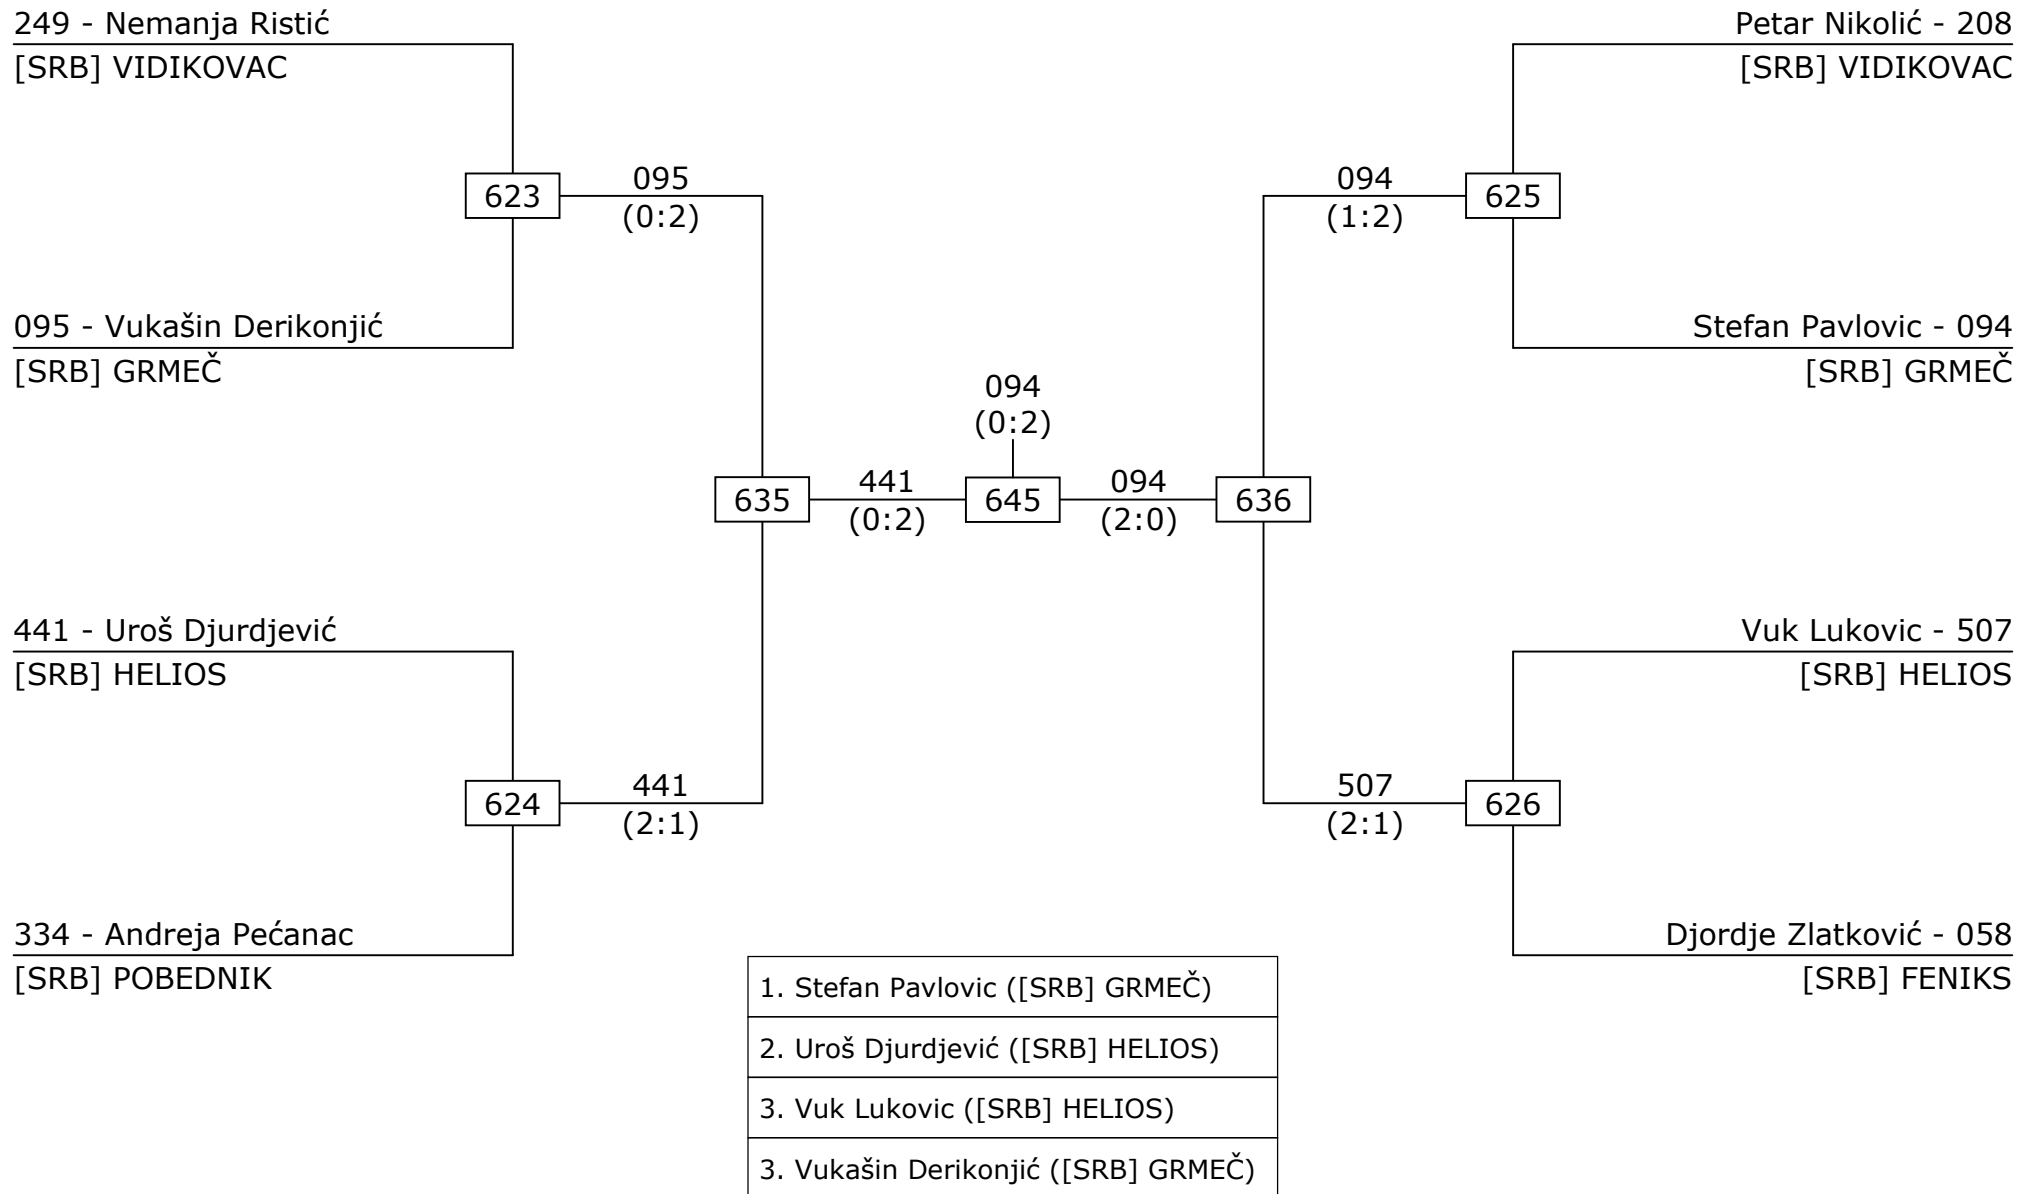 249 - Nemanja Ristić
[SRB] VIDIKOVAC
Petar Nikolić - 208
[SRB] VIDIKOVAC
623
095
(0:2)
094
(1:2)
625
095 - Vukašin Derikonjić
[SRB] GRMEČ
Stefan Pavlovic - 094
[SRB] GRMEČ
094
(0:2)
635
441
(0:2)
645
094
(2:0)
636
441 - Uroš Djurdjević
[SRB] HELIOS
Vuk Lukovic - 507
[SRB] HELIOS
624
441
(2:1)
507
(2:1)
626
334 - Andreja Pećanac
[SRB] POBEDNIK
Djordje Zlatković - 058
[SRB] FENIKS
1. Stefan Pavlovic ([SRB] GRMEČ)
2. Uroš Djurdjević ([SRB] HELIOS)
3. Vuk Lukovic ([SRB] HELIOS)
3. Vukašin Derikonjić ([SRB] GRMEČ)